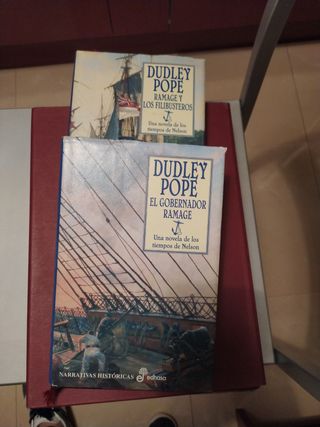 DUDLEY
POPE
RAMAGE Y
LOS FILIBUSTEROS
Una novela de los
tiempos de Nelson
DUDLEY
POPE
EL GOBERNADOR
RAMAGE
Una novela de los
tiempos de Nelson
NARRATIVAS HISTÓRICAS edhasa